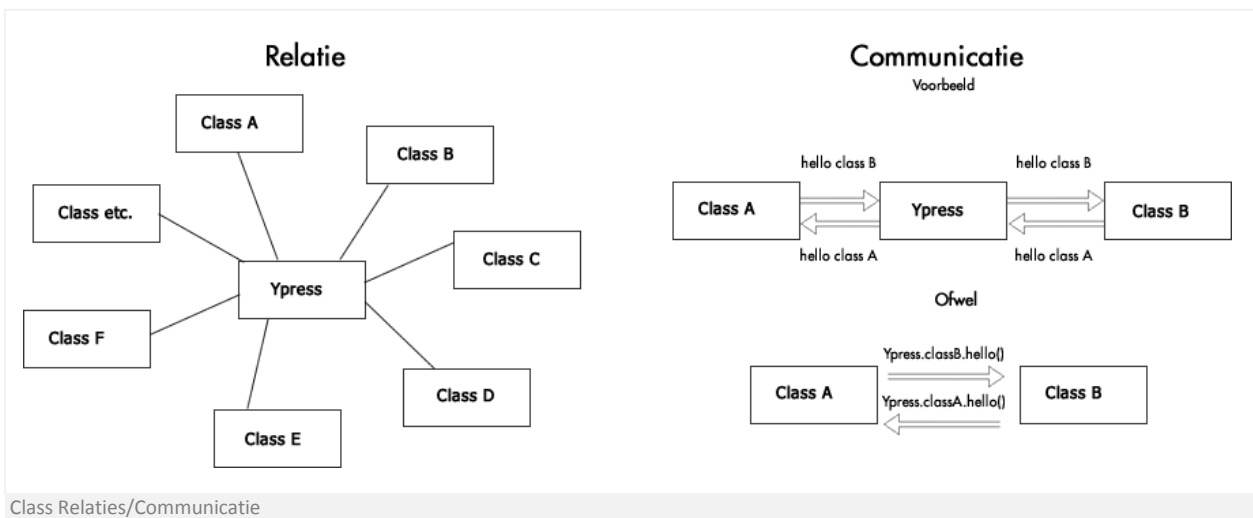 Relatie
Class A
Class B
Class etc.
Class C
Ypress
Class F
Class D
Class E
Communicatie
Voorbeeld
hello class B
hello class B
Class A
Ypress
Class B
hello class A
hello class A
Ofwel
Ypress.classB.hello()
Class A
Class B
Ypress.classA.hello()
Class Relaties/Communicatie